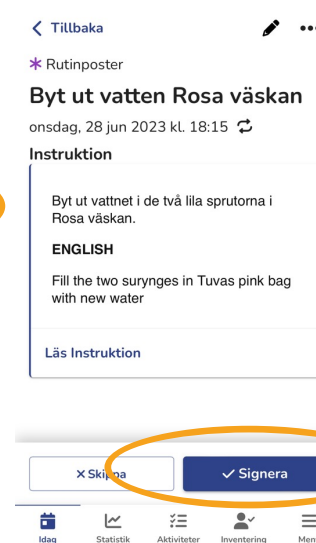 Tillbaka
Rutinposter
Byt ut vatten Rosa väskan
onsdag, 28 jun 2023 kl. 18:15
Instruktion
Byt ut vattnet i de två lila sprutorna i
Rosa väskan.
ENGLISH
Fill the two surynges in Tuvas pink bag
with new water
Läs Instruktion
Skippa
Signera
Idag
Statistik
Aktiviteter
Inventering
Men